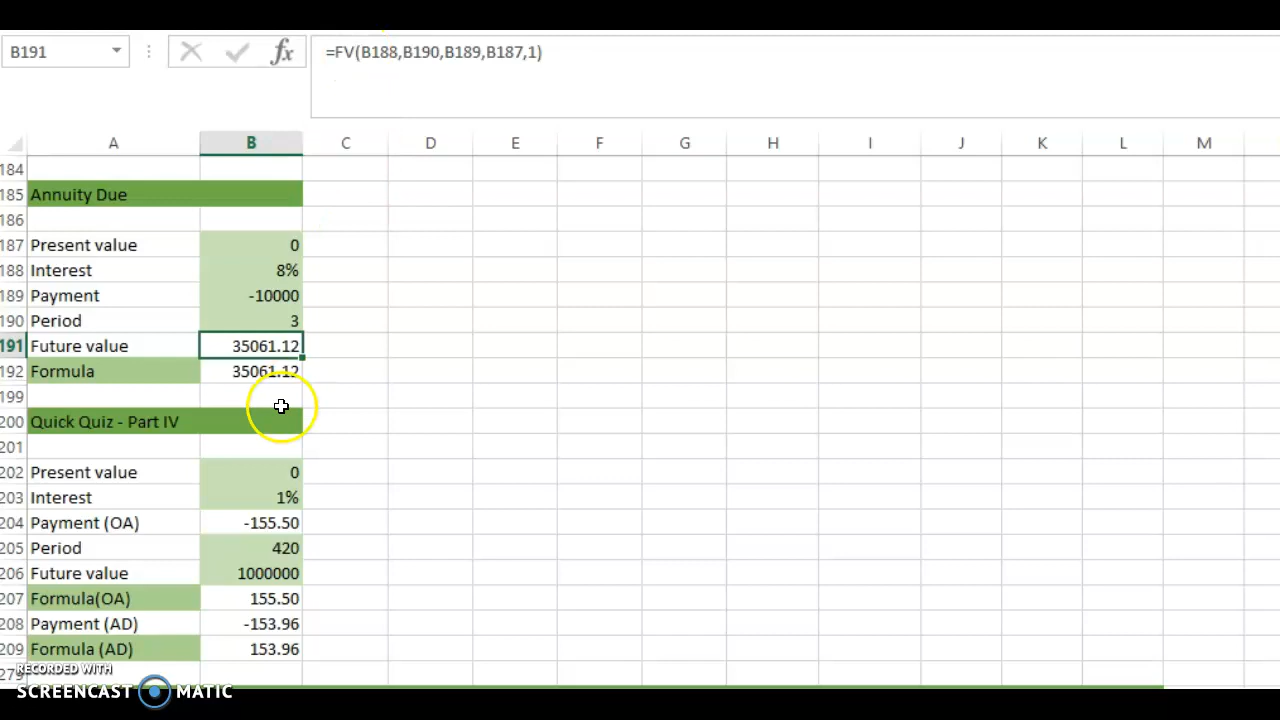 B191 fx =FV(B188,B190,B189,B187,1)
A B C D E F G H I J K L M
184
185 Annuity Due
186
187 Present value 0
188 Interest 8%
189 Payment -10000
190 Period 3
191 Future value 35061.12
192 Formula 35061.12
199
200 Quick Quiz - Part IV
201
202 Present value 0
203 Interest 1%
204 Payment (OA) -155.50
205 Period 420
206 Future value 1000000
207 Formula(OA) 155.50
208 Payment (AD) -153.96
209 Formula (AD) 153.96
RECORDED WITH
SCREENCAST MATIC